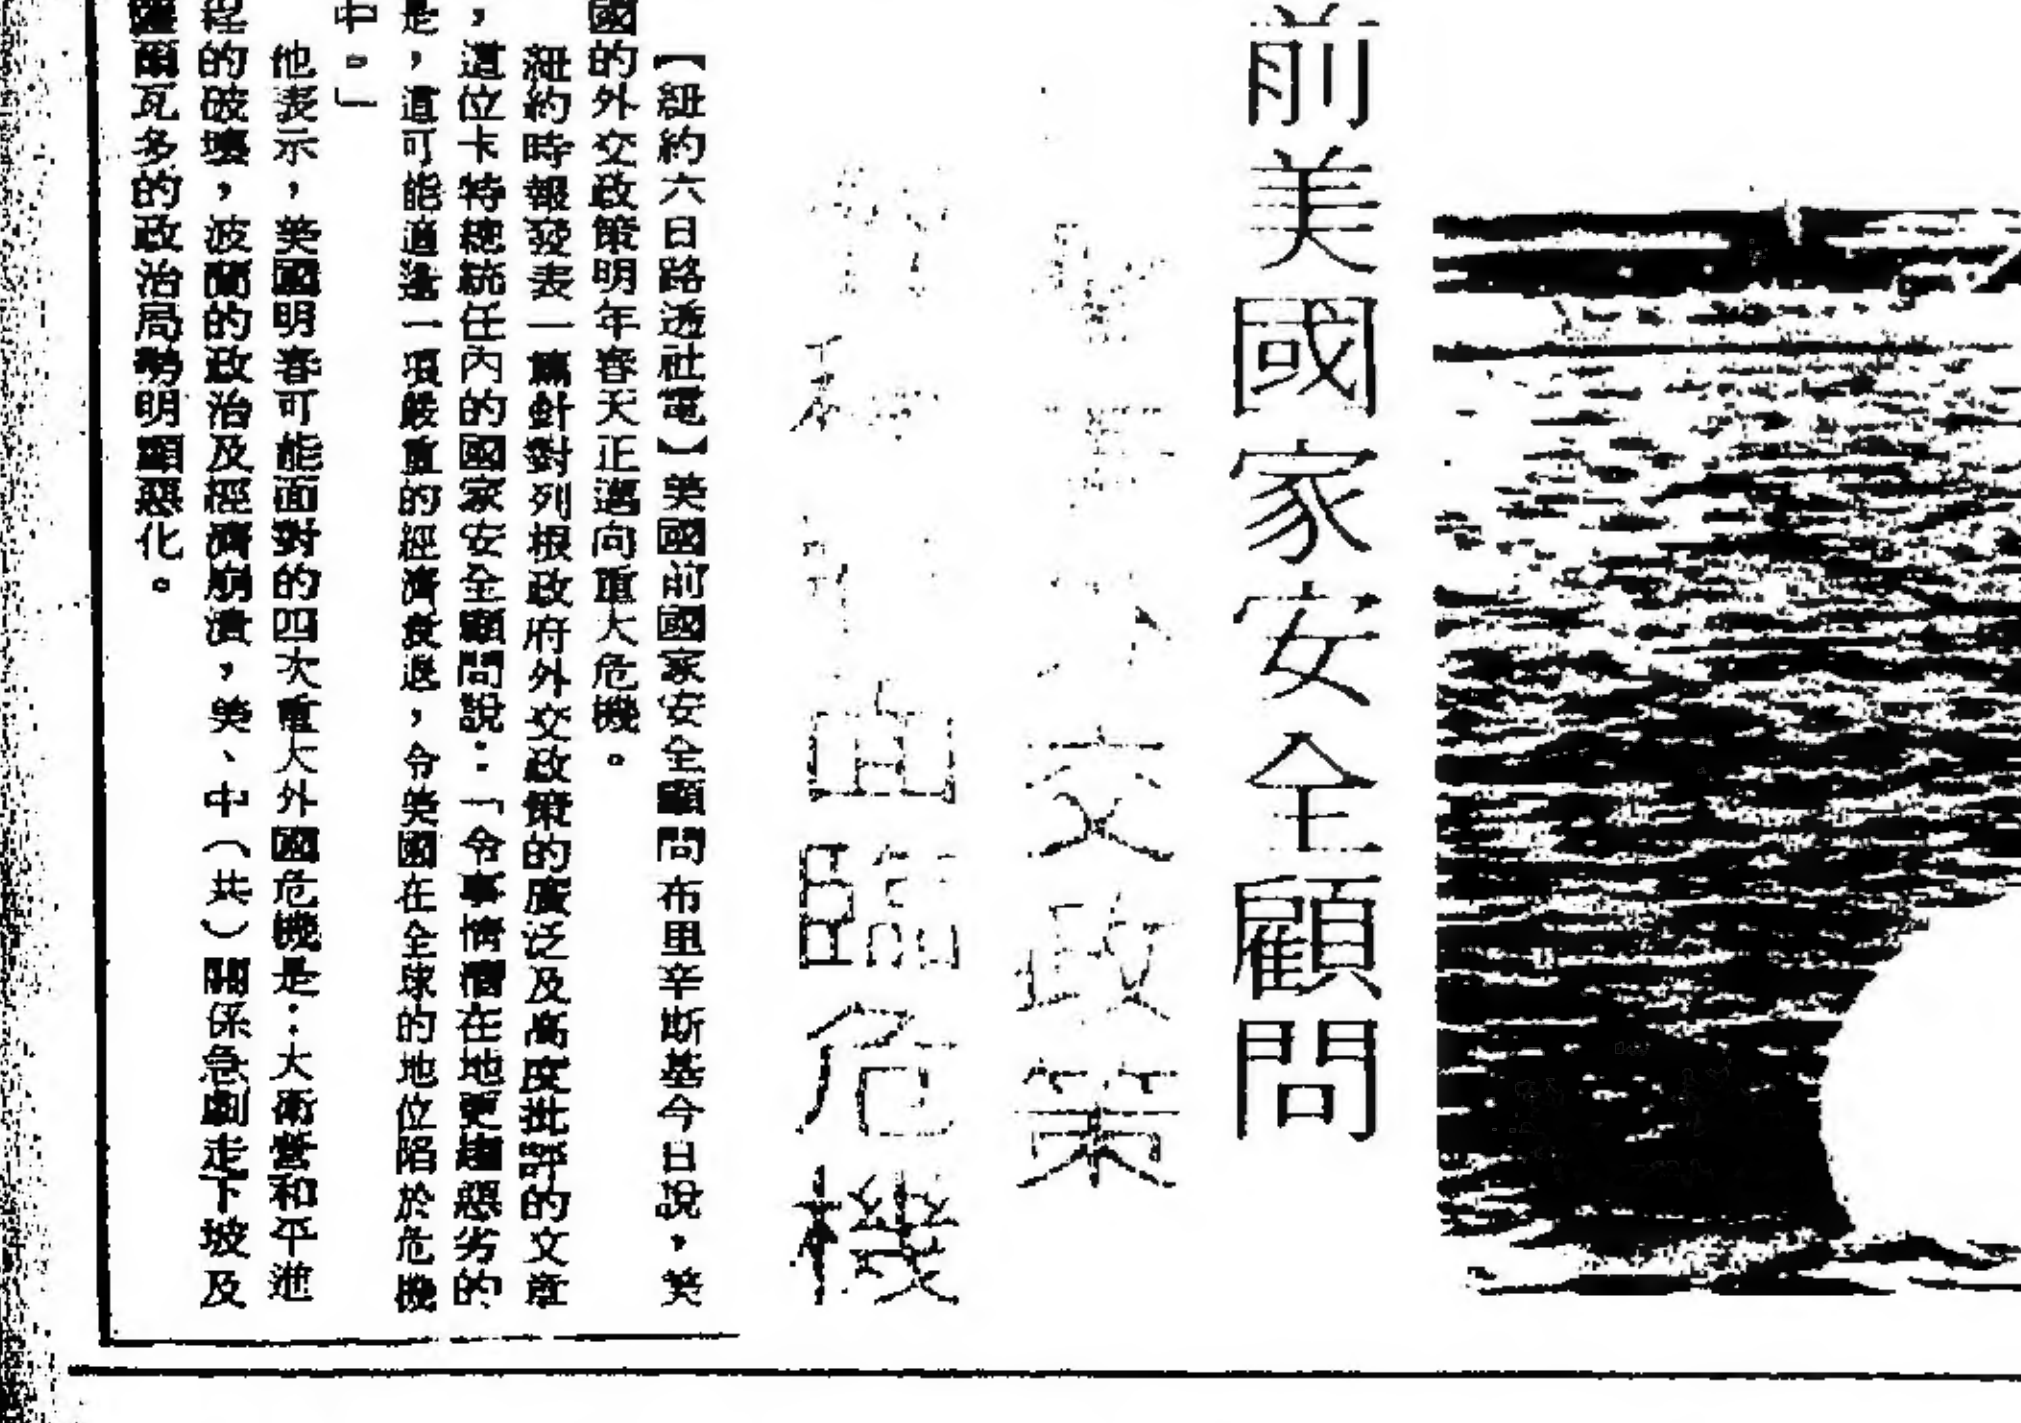 前美國家安全顧問
交政策
臨危機
【紐約六日路透社電】美國前國家安全顧問布里辛斯基今日說，美
國的外交政策明年春天正邁向重大危機。
紐約時報發表一篇針對列根政府外交政策的廣泛及高度批評的文章
，這位卡特總統任內的國家安全顧問說：「令事情僧在地更趨惡劣的
是，這可能適逢一項嚴重的經濟衰退，令美國在全球的地位陷於危機
中。」
他表示，美國明春可能面對的四次重大外國危機是：大衞營和平進
程的破壞，波蘭的政治及經濟崩潰，美、中（共）關係急劇走下坡及
薩爾瓦多的政治局勢明顯惡化。